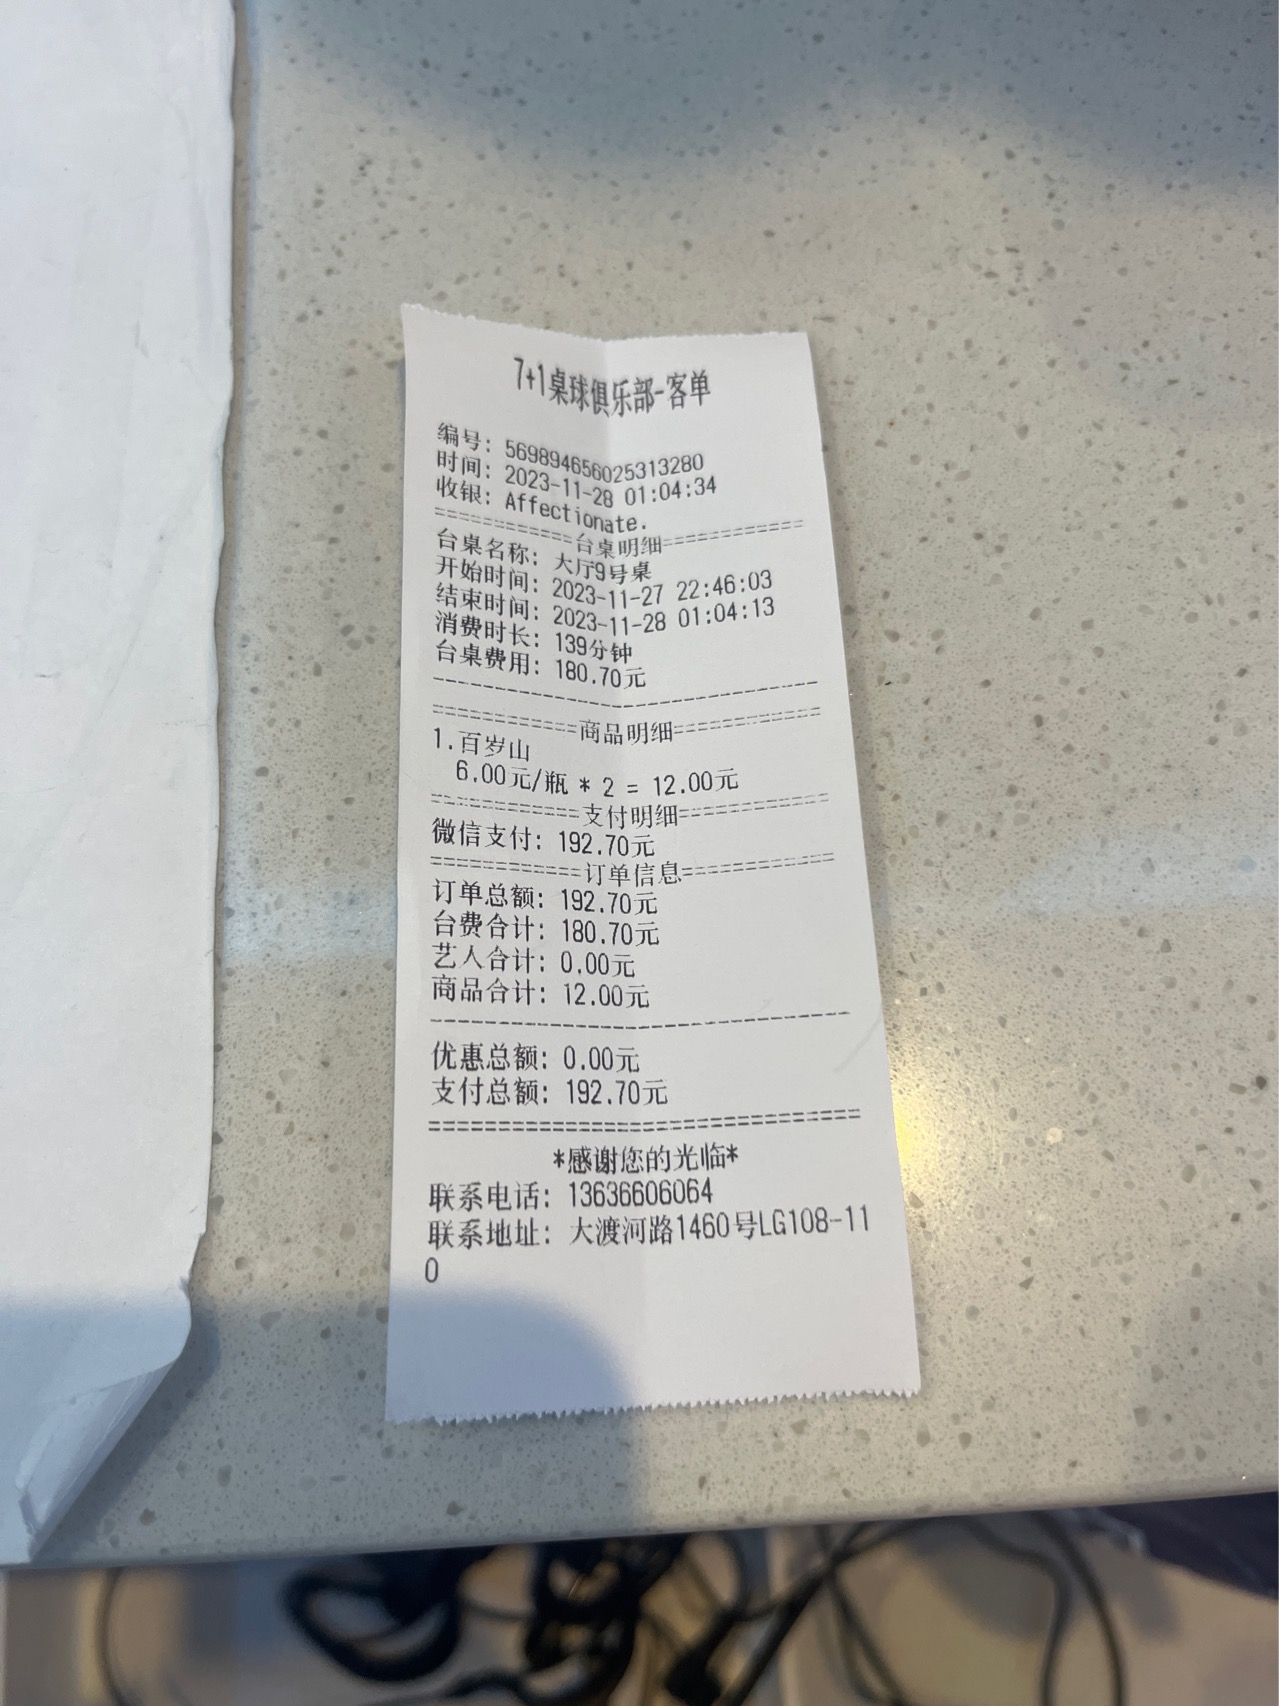 7+1桌球俱乐部-客单
编号: 569894656025313280
时间: 2023-11-28 01:04:34
收银: Affectionate.
===========台桌明细===========
台桌名称: 大厅9号桌
开始时间: 2023-11-27 22:46:03
结束时间: 2023-11-28 01:04:13
消费时长: 139分钟
台桌费用: 180.70元
--------------------------------
===========商品明细===========
1.百岁山
6.00元/瓶 * 2 = 12.00元
===========支付明细===========
微信支付: 192.70元
===========订单信息===========
订单总额: 192.70元
台费合计: 180.70元
艺人合计: 0.00元
商品合计: 12.00元
--------------------------------
优惠总额: 0.00元
支付总额: 192.70元
================================
*感谢您的光临*
联系电话: 13636606064
联系地址: 大渡河路1460号LG108-11
0